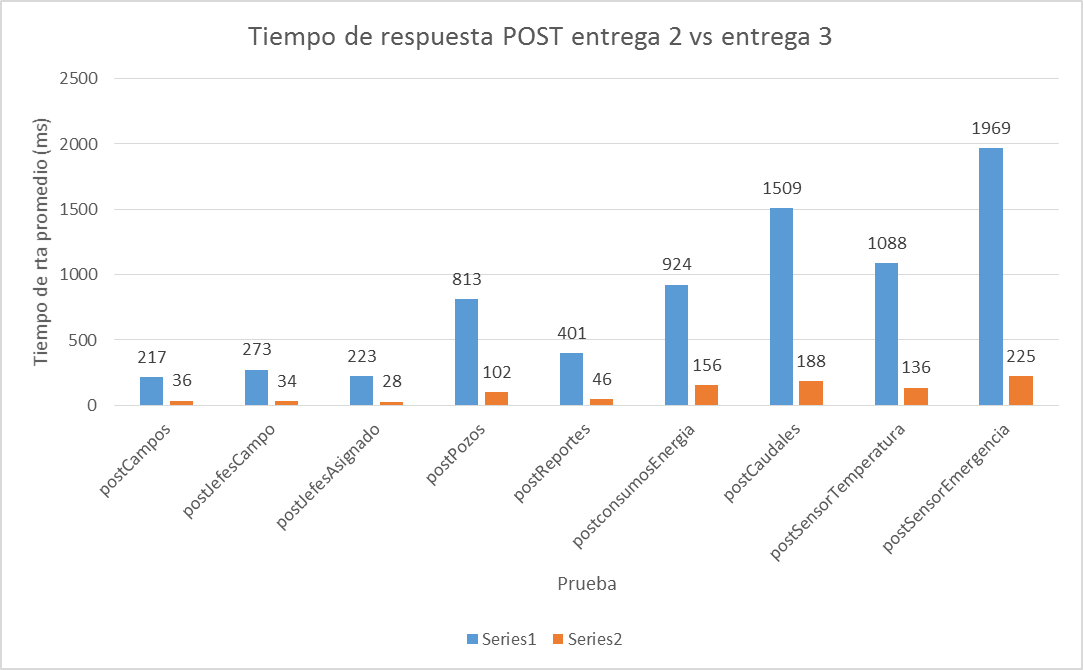 Tiempo de respuesta POST entrega 2 vs entrega 3
Tiempo de rta promedio (ms)
2500
2000
1500
1000
500
0
217
36
273
34
223
28
813
102
401
46
924
156
1509
188
1088
136
1969
225
postCampos
postJefesCampo
postJefesAsignado
postPozos
postReportes
postconsumosEnergia
postCaudales
postSensorTemperatura
postSensorEmergencia
Prueba
Series1
Series2